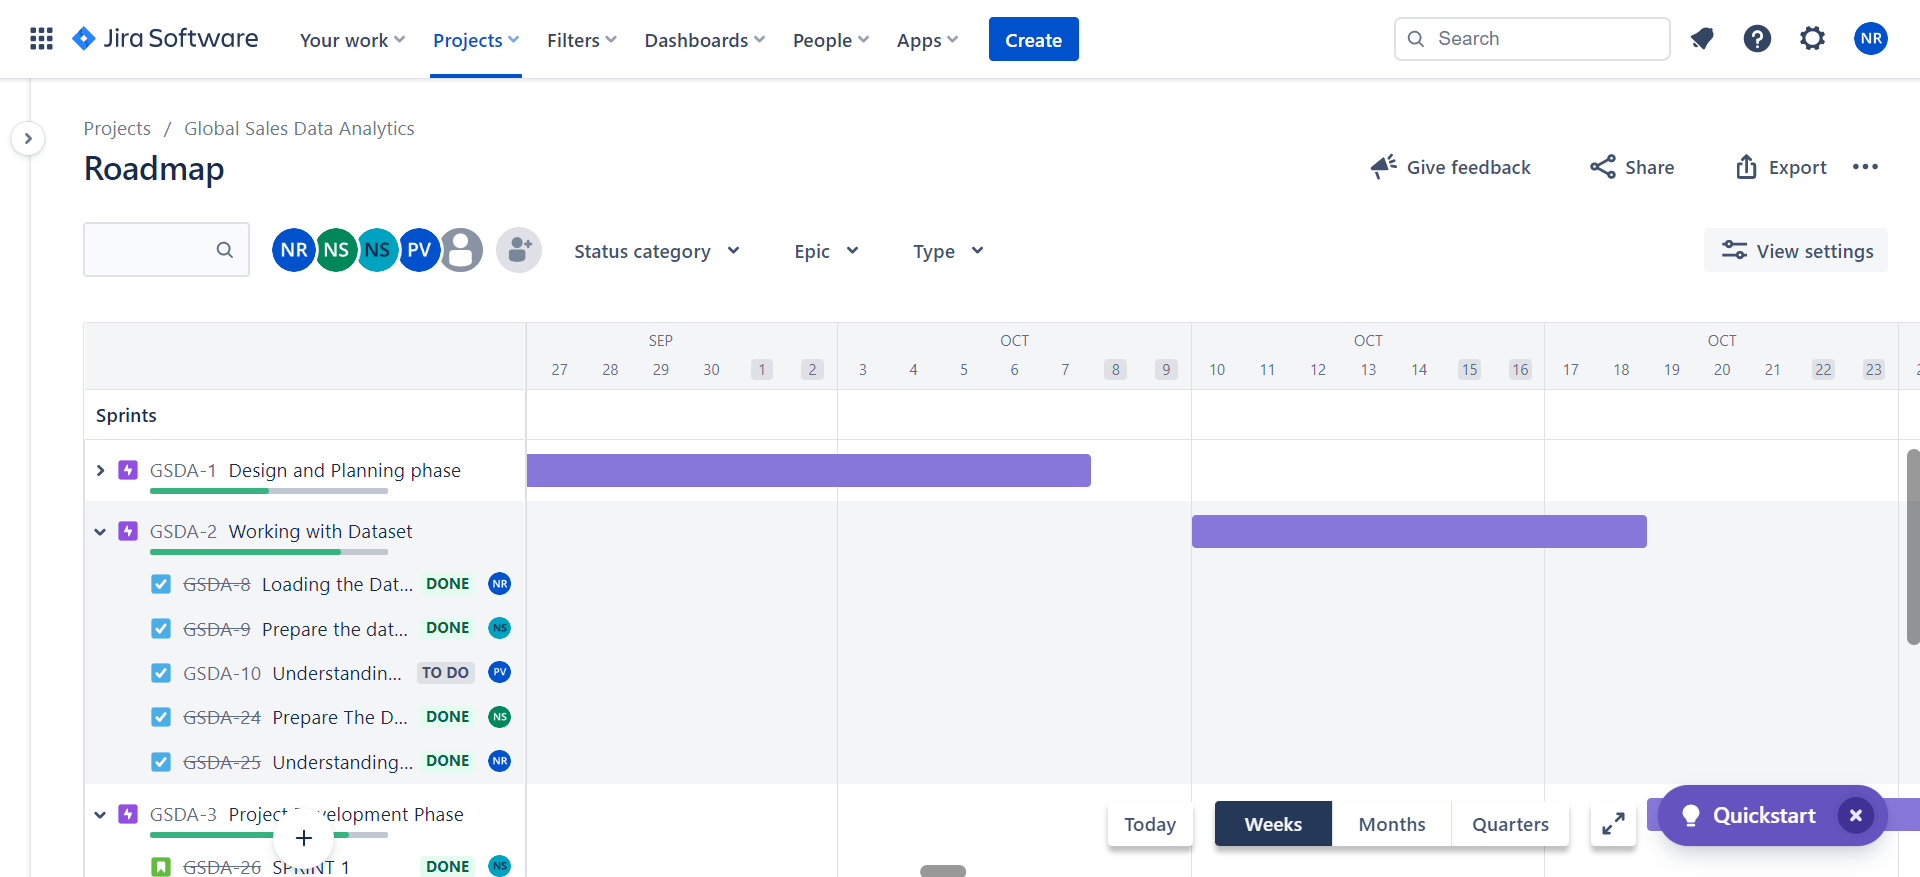 Jira Software Your work Projects Filters Dashboards People Apps Create Search NR
Projects / Global Sales Data Analytics
Roadmap
Give feedback Share Export
NR NS NS PV Status category Epic Type View settings
SEP OCT OCT OCT
27 28 29 30 1 2 3 4 5 6 7 8 9 10 11 12 13 14 15 16 17 18 19 20 21 22 23
Sprints
GSDA-1 Design and Planning phase
GSDA-2 Working with Dataset
GSDA-8 Loading the Dat... DONE NR
GSDA-9 Prepare the dat... DONE NS
GSDA-10 Understandin... TO DO PV
GSDA-24 Prepare The D... DONE NS
GSDA-25 Understanding... DONE NR
GSDA-3 Phase
Today Weeks Months Quarters Quickstart
GSDA-26 SPRINT 1 DONE NS